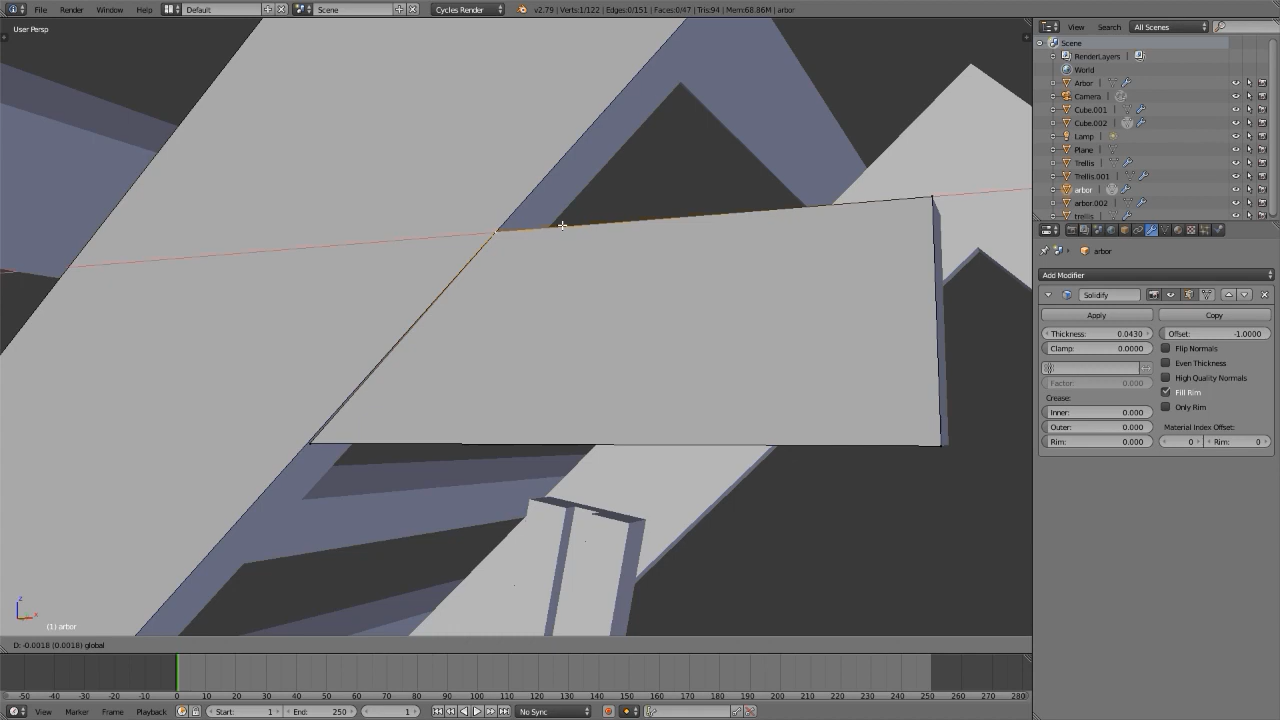 File Render Window Help Default Scene Cycles Render v2.79 | Verts:1/122 | Edges:0/151 | Faces:0/47 | Tris:94 | Mem:68.86M | arbor
User Persp
View Search All Scenes
Scene
RenderLayers |
World
Arbor |
Camera |
Cube.001 |
Cube.002 |
Lamp |
Plane |
Trellis |
Trellis.001 |
arbor |
arbor.002 |
trellis |
arbor
Add Modifier
Solidify
Apply Copy
Thickness: 0.0430 Offset: -1.0000
Clamp: 0.0000 Flip Normals
Even Thickness
Factor: 0.000 High Quality Normals
Crease: Fill Rim
Inner: 0.000 Only Rim
Outer: 0.000 Material Index Offset:
Rim: 0.000 0 Rim: 0
z
x
(1) arbor
D: -0.0018 (0.0018) global
-50 -40 -30 -20 -10 0 10 20 30 40 50 60 70 80 90 100 110 120 130 140 150 160 170 180 190 200 210 220 230 240 250 260 270 280
View Marker Frame Playback Start: 1 End: 250 1 No Sync